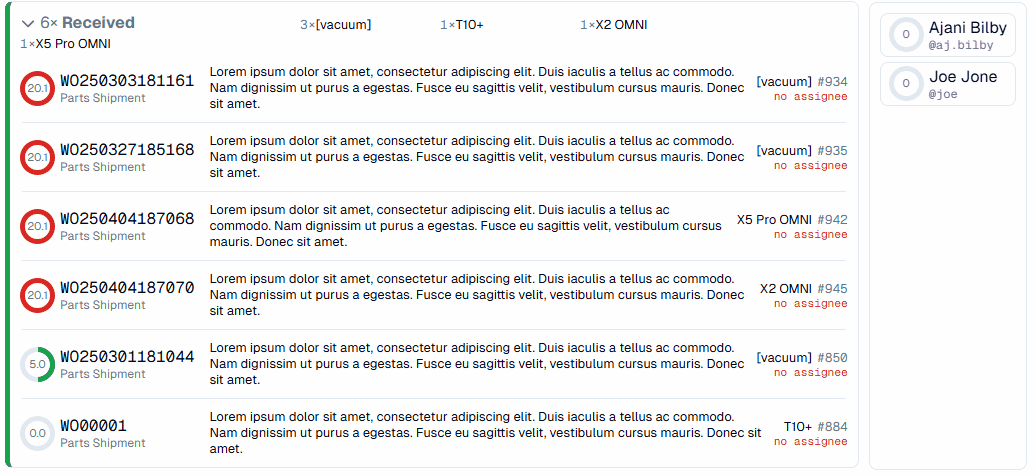 6× Received
3×[vacuum]
1×T10+
1×X2 OMNI
1×X5 Pro OMNI
20.1
WO250303181161
Parts Shipment
Lorem ipsum dolor sit amet, consectetur adipiscing elit. Duis iaculis a tellus ac commodo.
Nam dignissim ut purus a egestas. Fusce eu sagittis velit, vestibulum cursus mauris. Donec
sit amet.
[vacuum] #934
no assignee
20.1
WO250327185168
Parts Shipment
Lorem ipsum dolor sit amet, consectetur adipiscing elit. Duis iaculis a tellus ac commodo.
Nam dignissim ut purus a egestas. Fusce eu sagittis velit, vestibulum cursus mauris. Donec
sit amet.
[vacuum] #935
no assignee
20.1
WO250404187068
Parts Shipment
Lorem ipsum dolor sit amet, consectetur adipiscing elit. Duis iaculis a tellus ac
commodo. Nam dignissim ut purus a egestas. Fusce eu sagittis velit, vestibulum cursus
mauris. Donec sit amet.
X5 Pro OMNI #942
no assignee
20.1
WO250404187070
Parts Shipment
Lorem ipsum dolor sit amet, consectetur adipiscing elit. Duis iaculis a tellus ac commodo.
Nam dignissim ut purus a egestas. Fusce eu sagittis velit, vestibulum cursus mauris. Donec
sit amet.
X2 OMNI #945
no assignee
5.0
WO250301181044
Parts Shipment
Lorem ipsum dolor sit amet, consectetur adipiscing elit. Duis iaculis a tellus ac commodo.
Nam dignissim ut purus a egestas. Fusce eu sagittis velit, vestibulum cursus mauris. Donec
sit amet.
[vacuum] #850
no assignee
0.0
WO00001
Parts Shipment
Lorem ipsum dolor sit amet, consectetur adipiscing elit. Duis iaculis a tellus ac commodo.
Nam dignissim ut purus a egestas. Fusce eu sagittis velit, vestibulum cursus mauris. Donec sit
amet.
T10+ #884
no assignee
0
Ajani Bilby
@aj.bilby
0
Joe Jone
@joe